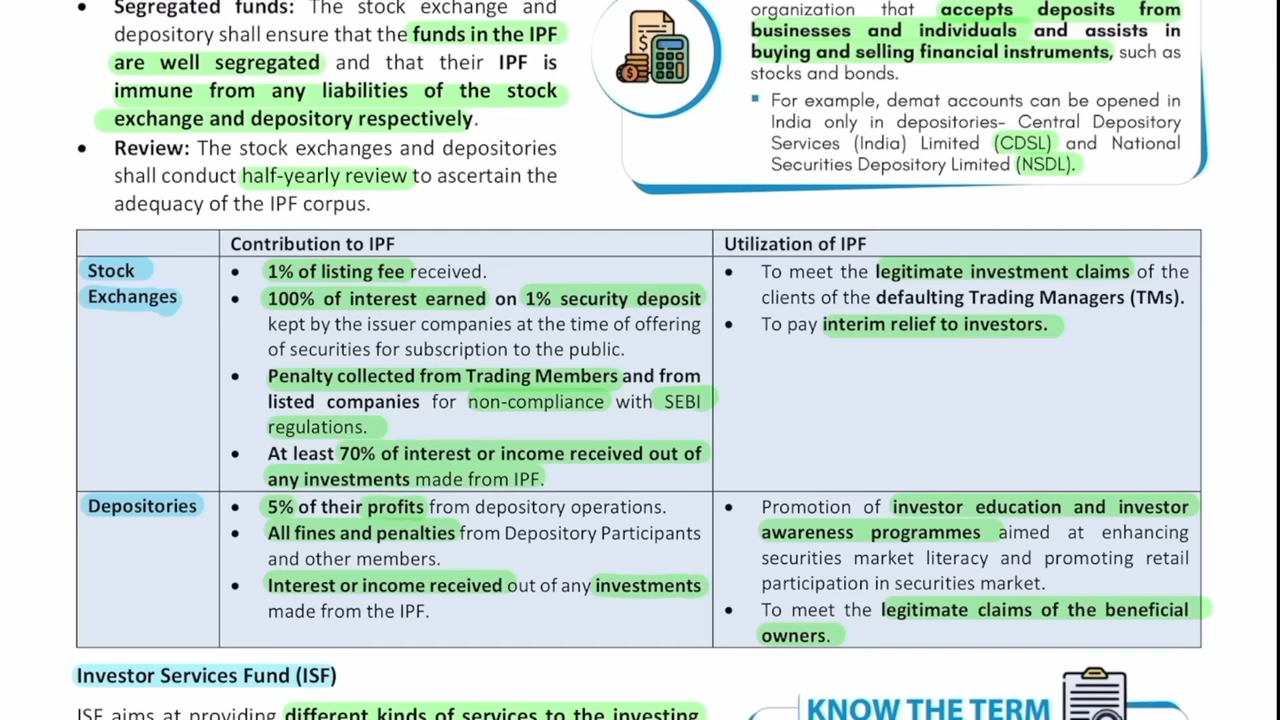 • Segregated funds: The stock exchange and
depository shall ensure that the funds in the IPF
are well segregated and that their IPF is
immune from any liabilities of the stock
exchange and depository respectively.
• Review: The stock exchanges and depositories
shall conduct half-yearly review to ascertain the
adequacy of the IPF corpus.
organization that accepts deposits from
businesses and individuals and assists in
buying and selling financial instruments, such as
stocks and bonds.
▪ For example, demat accounts can be opened in
India only in depositories- Central Depository
Services (India) Limited (CDSL) and National
Securities Depository Limited (NSDL).
Contribution to IPF
Utilization of IPF
Stock
Exchanges
• 1% of listing fee received.
• 100% of interest earned on 1% security deposit
kept by the issuer companies at the time of offering
of securities for subscription to the public.
• Penalty collected from Trading Members and from
listed companies for non-compliance with SEBI
regulations.
• At least 70% of interest or income received out of
any investments made from IPF.
• To meet the legitimate investment claims of the
clients of the defaulting Trading Managers (TMs).
• To pay interim relief to investors.
Depositories
• 5% of their profits from depository operations.
• All fines and penalties from Depository Participants
and other members.
• Interest or income received out of any investments
made from the IPF.
• Promotion of investor education and investor
awareness programmes aimed at enhancing
securities market literacy and promoting retail
participation in securities market.
• To meet the legitimate claims of the beneficial
owners.
Investor Services Fund (ISF)
ISF aims at providing different kinds of services to the investing
KNOW THE TERM